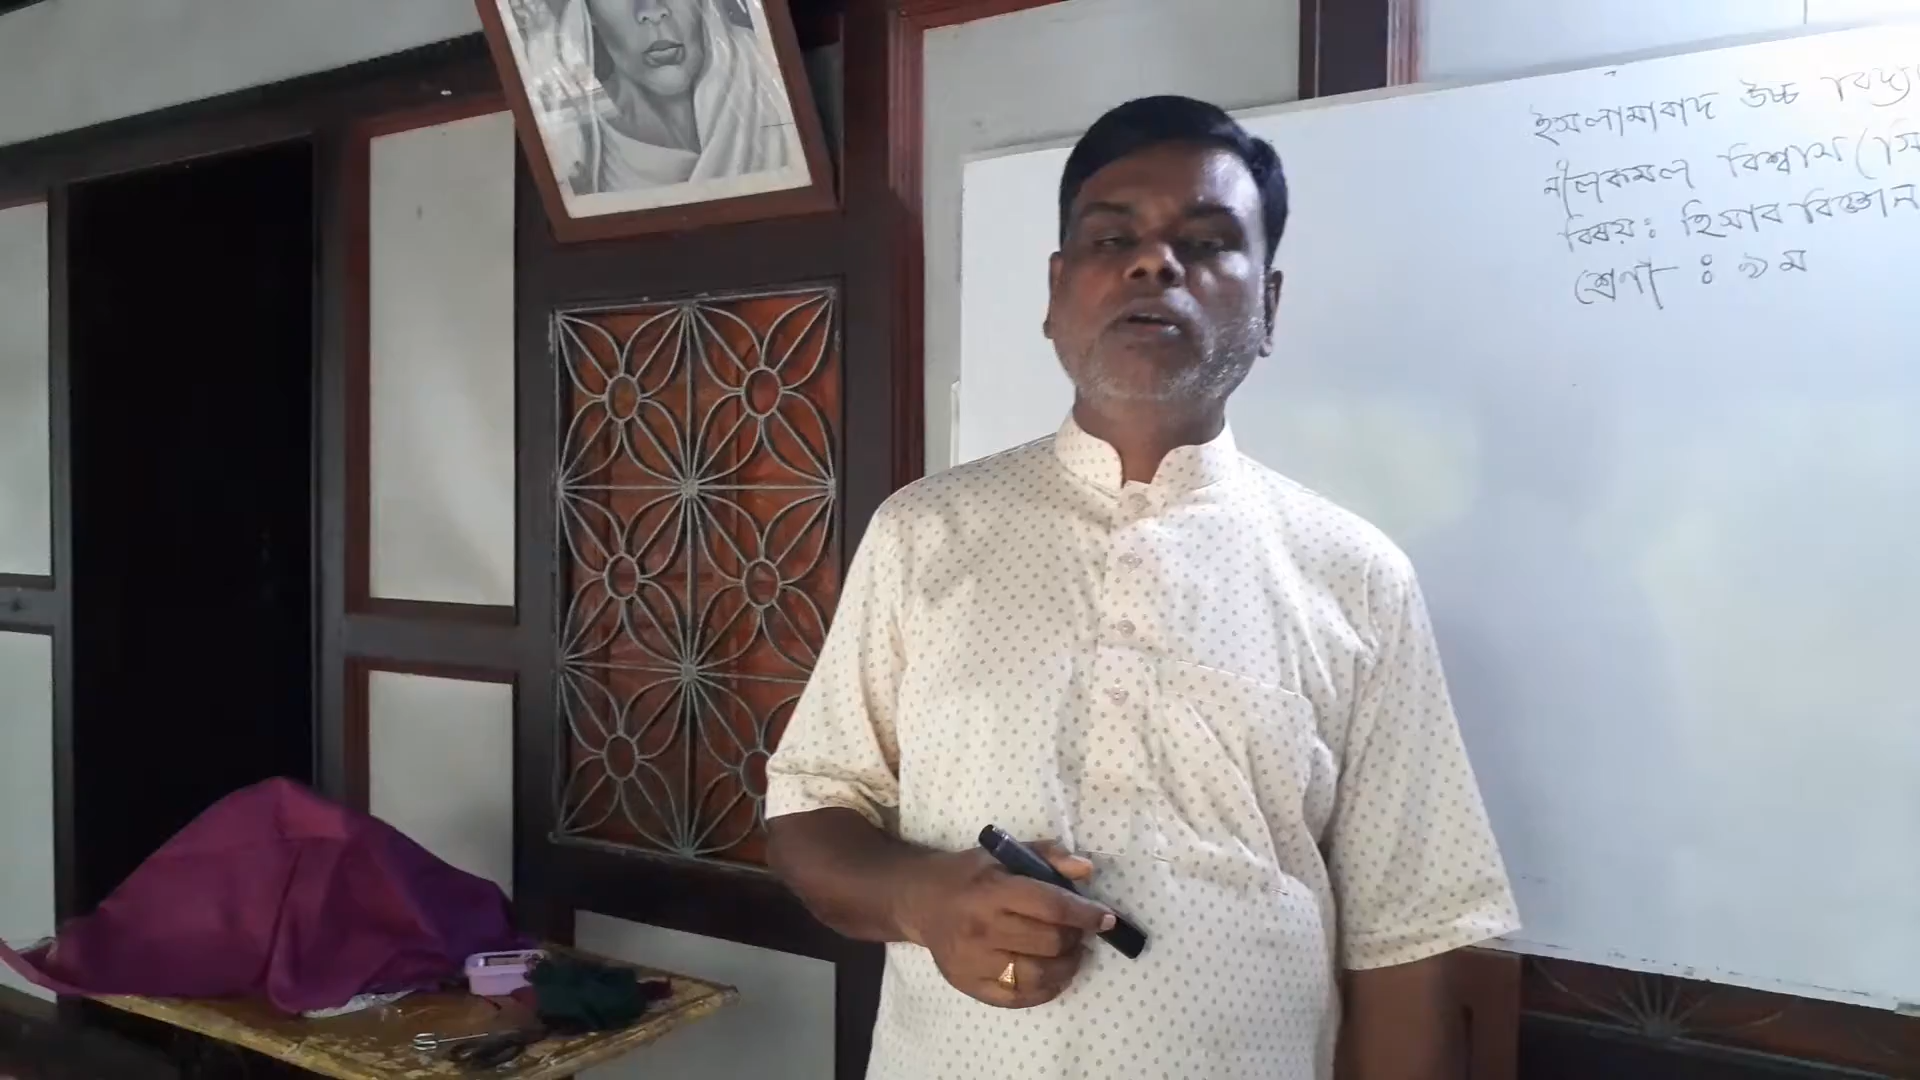 ইসলামাবাদ উচ্চ বিদ্যা
নীলকমল বিশ্বাস (সি
বিষয়: হিসাব বিজ্ঞান
শ্রেণী : ৯ম